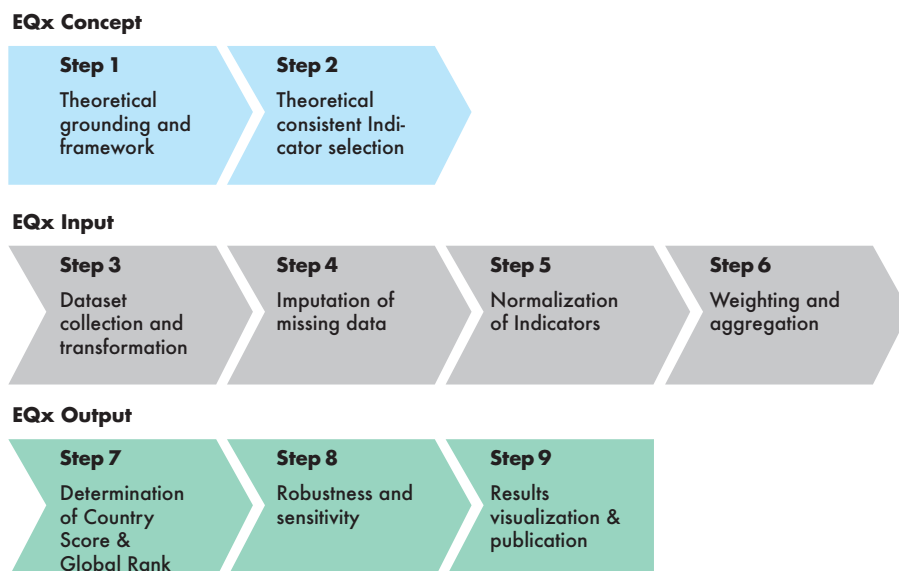 EQx Concept
Step 1
Theoretical
grounding and
framework
Step 2
Theoretical
consistent Indi-
cator selection
EQx Input
Step 3
Dataset
collection and
transformation
Step 4
Imputation of
missing data
Step 5
Normalization
of Indicators
Step 6
Weighting and
aggregation
EQx Output
Step 7
Determination
of Country
Score &
Global Rank
Step 8
Robustness and
sensitivity
Step 9
Results
visualization &
publication